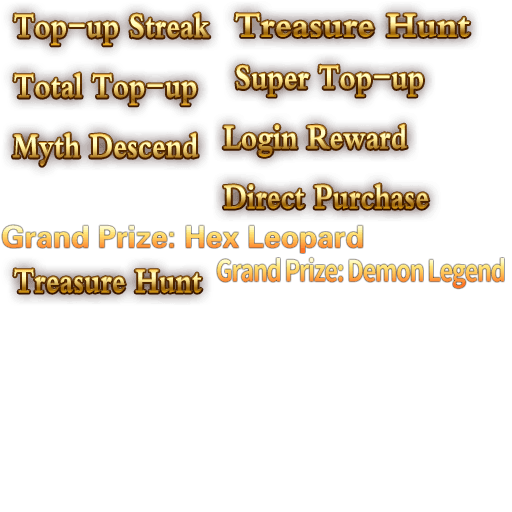 Top-up Streak
Treasure Hunt
Total Top-up
Super Top-up
Myth Descend
Login Reward
Direct Purchase
Grand Prize: Hex Leopard
Treasure Hunt
Grand Prize: Demon Legend